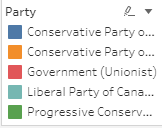 Party
Conservative Party o...
Conservative Party o...
Government (Unionist)
Liberal Party of Cana...
Progressive Conserv...